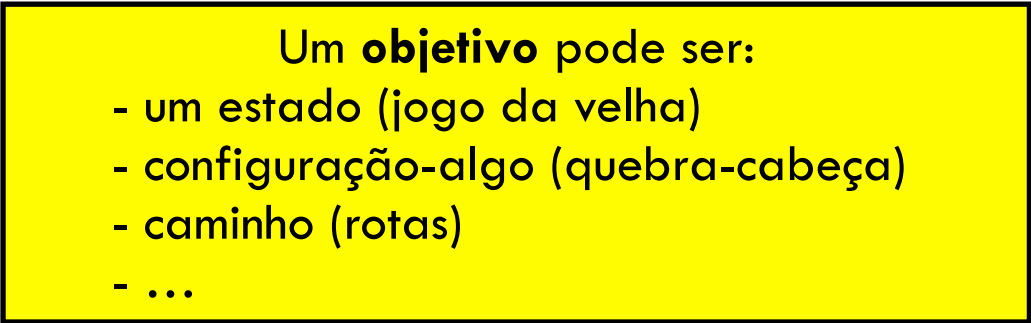 Um objetivo pode ser:
- um estado (jogo da velha)
- configuração-algo (quebra-cabeça)
- caminho (rotas)
- ...